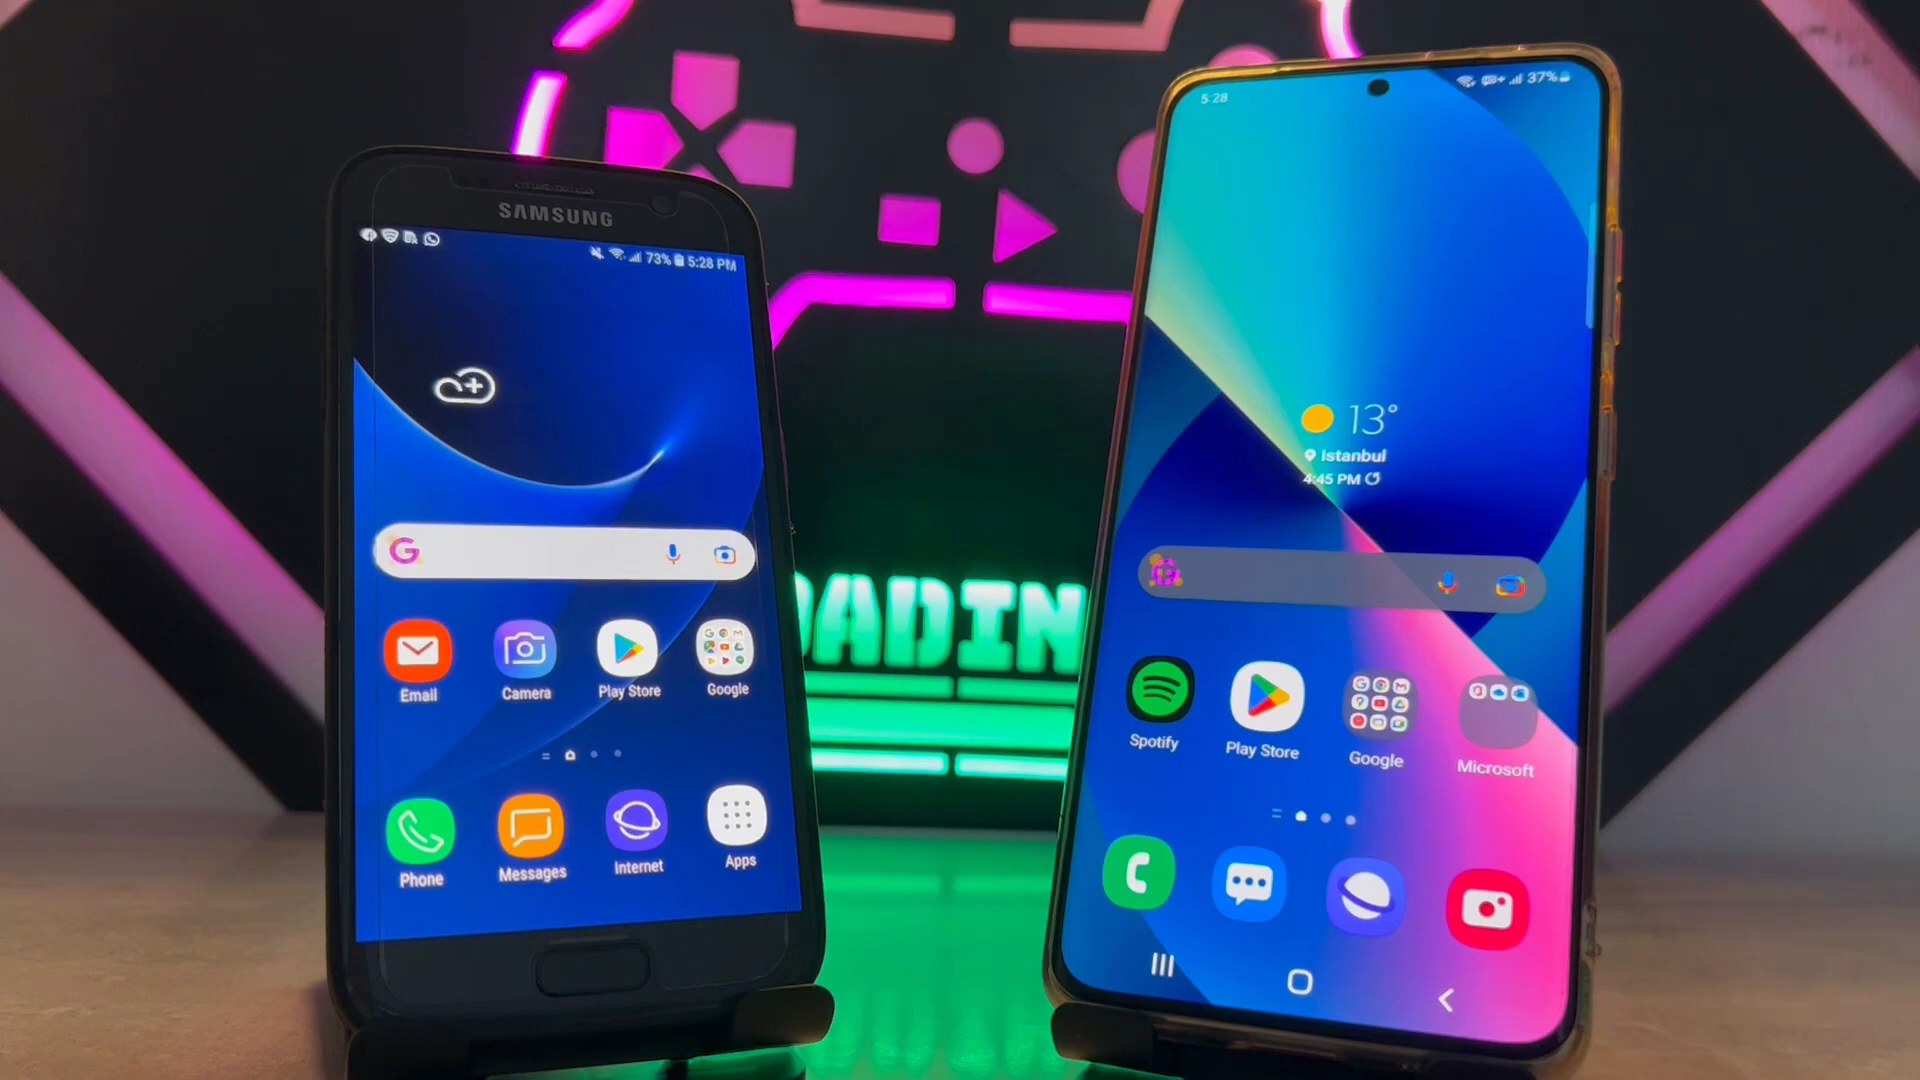 SAMSUNG
73% 5:28 PM
Email
Camera
Play Store
Google
Phone
Messages
Internet
Apps
ADIN
5:28
37%
13°
Istanbul
4:45 PM
Spotify
Play Store
Google
Microsoft